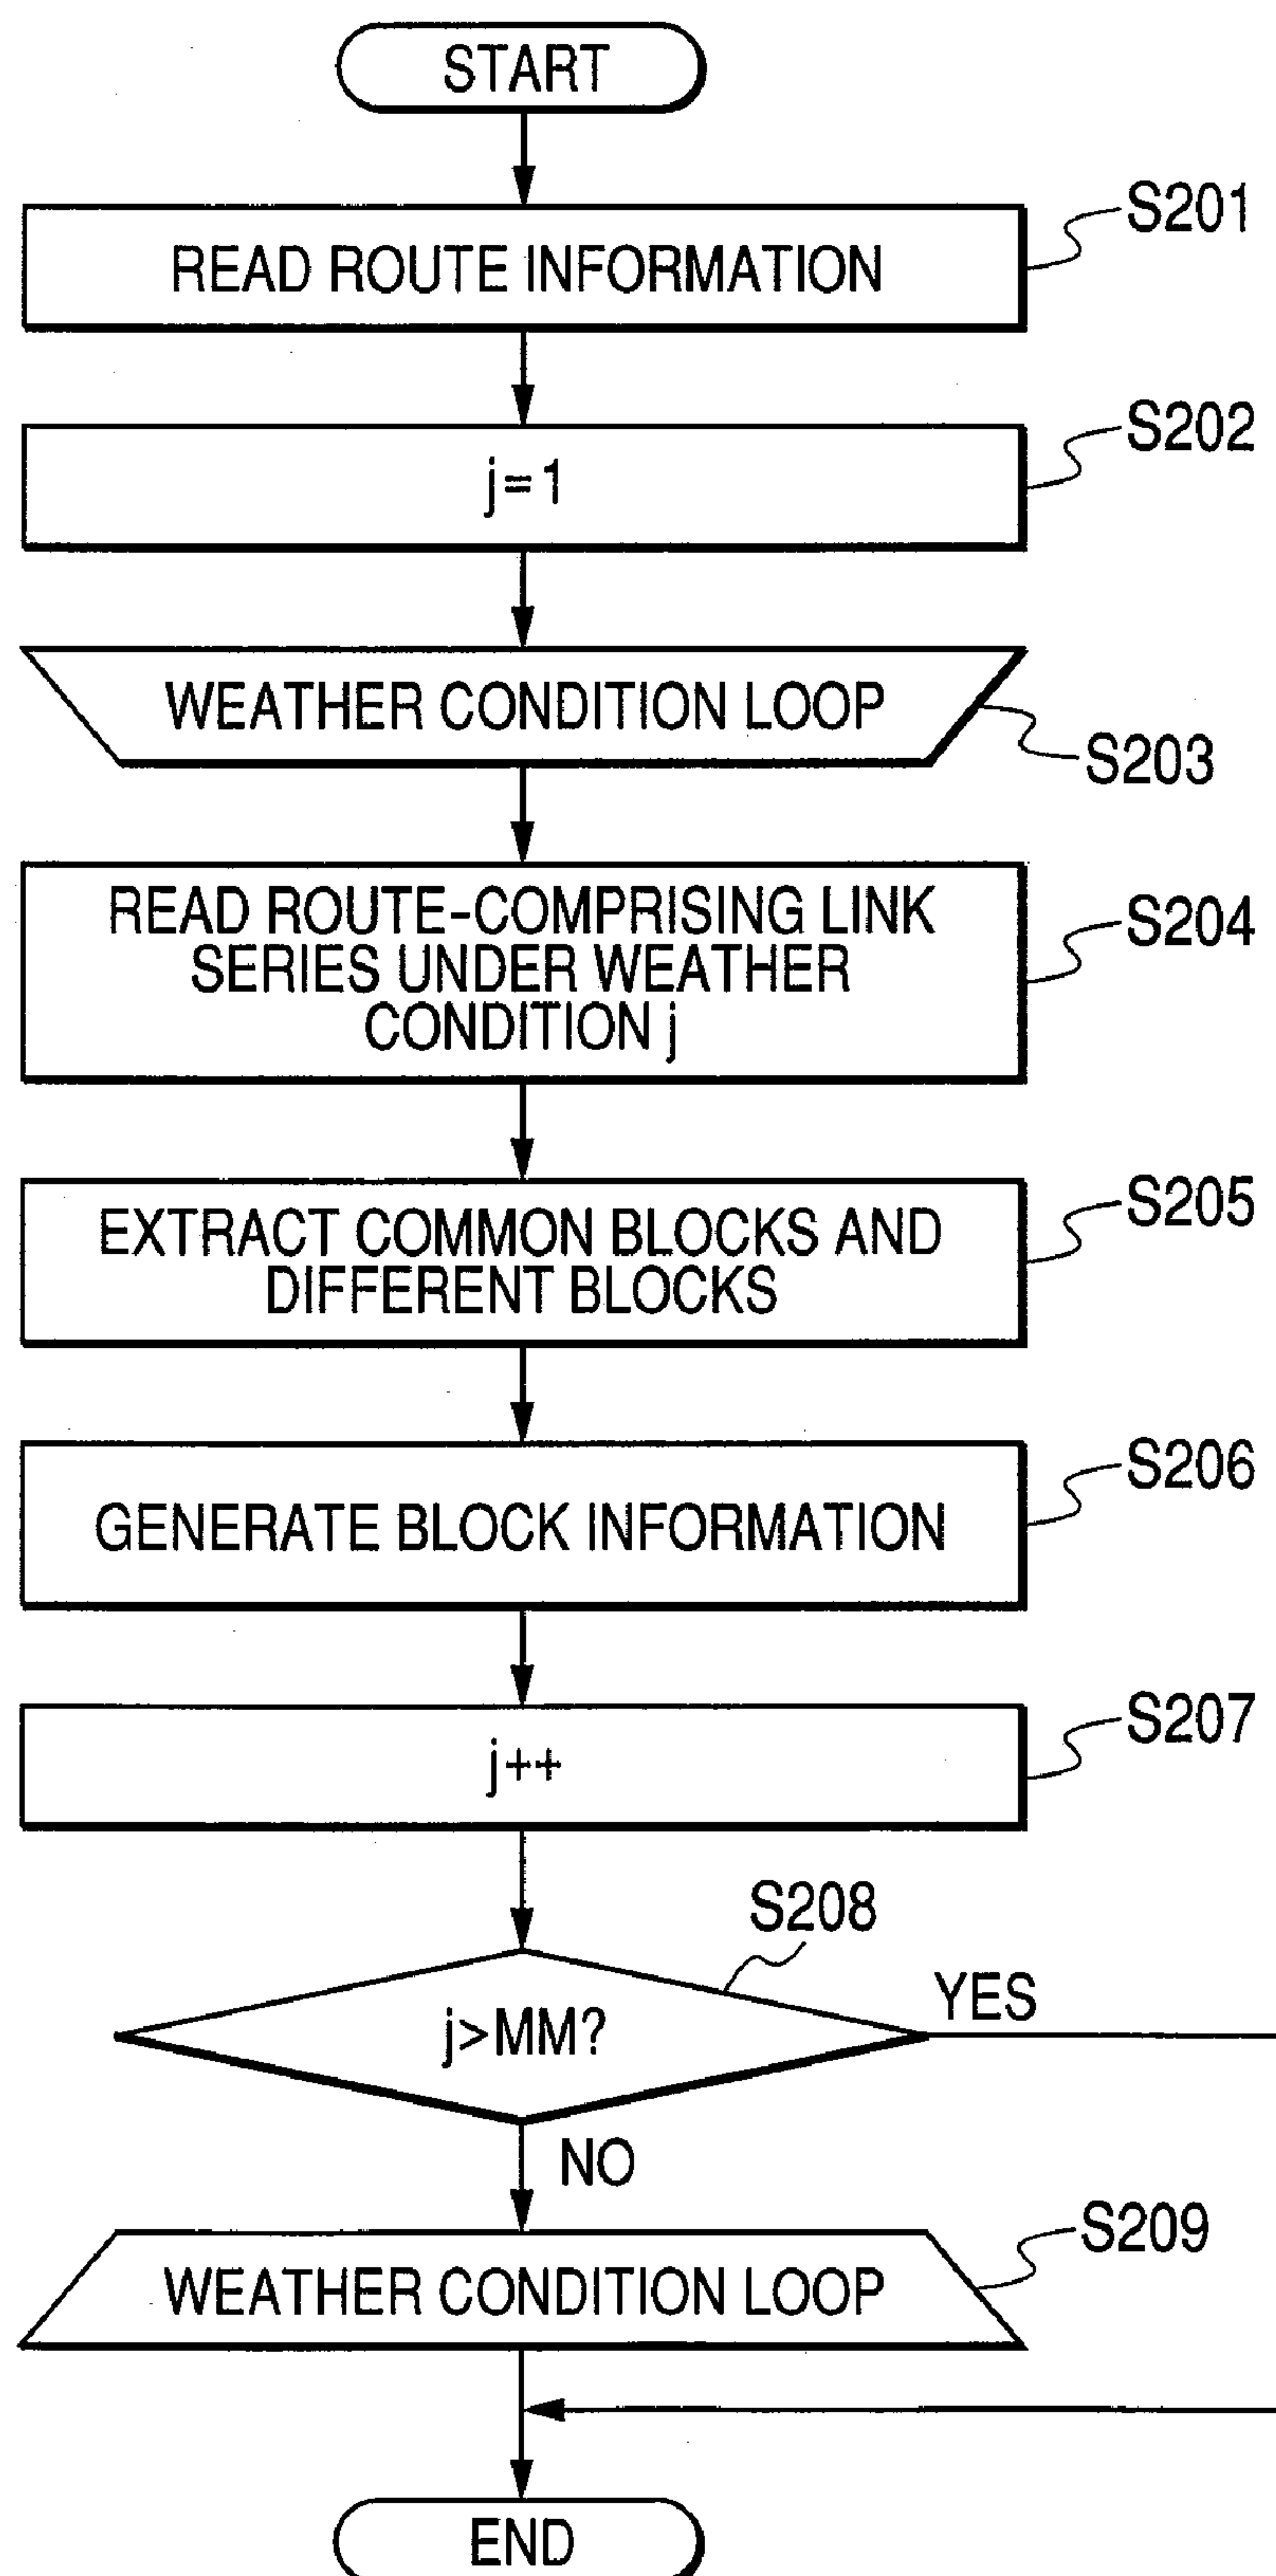 START
READ ROUTE INFORMATION
S201
j=1
S202
WEATHER CONDITION LOOP
S203
READ ROUTE-COMPRISING LINK
SERIES UNDER WEATHER
CONDITION j
S204
EXTRACT COMMON BLOCKS AND
DIFFERENT BLOCKS
S205
GENERATE BLOCK INFORMATION
S206
j++
S207
S208
j>MM?
YES
NO
WEATHER CONDITION LOOP
S209
END